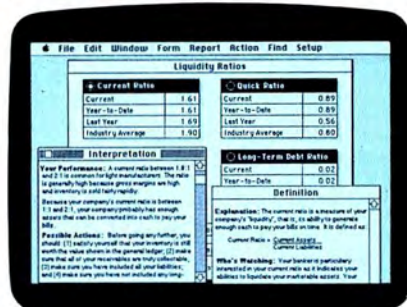 File Edit Window Form Report Action Find Setup
Liquidity Ratios
Current Ratio
Current 1.61
Year-to-Date 1.61
Last Year 1.69
Industry Average 1.90
Quick Ratio
Current 0.89
Year-to-Date 0.89
Last Year 0.56
Industry Average 0.80
Long-Term Debt Ratio
Current 0.02
Year-to-Date 0.02
Interpretation
Your Performance: A current ratio between 1.8:1
and 2:1 is common for light manufacturers. The ratio
is generally high because gross margins are high
and inventory is sold fairly rapidly.
Because your company's current ratio is between
1:1 and 2:1, your company probably has enough
assets that can be converted into cash to pay your
bills.
Possible Actions: Before going any further, you
should: (1) satisfy yourself that your inventory is still
worth the value shown in the general ledger; (2) make
sure that all of your receivables are truly collectable;
(3) make sure you have included all your liabilities;
and (4) make sure you have not included any long-
Definition
Explanation: The current ratio is a measure of your
company's "liquidity", that is, its ability to generate
enough cash to pay your bills on time. It is defined as:
Current Ratio = Current Assets
Current Liabilities
Who's Watching: Your banker is particularly
interested in your current ratio as it indicates your
abilities to liquidate your marketable assets. Your